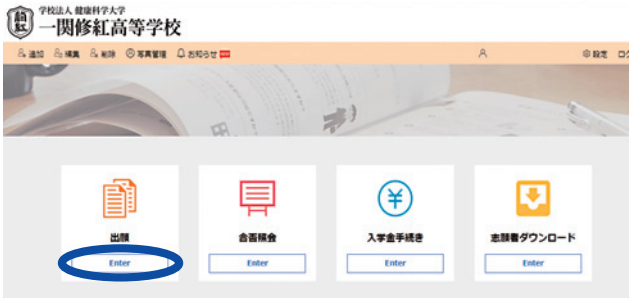 学校法人 健康科学大学
一関修紅高等学校
追加 編集 削除 写真管理 お知らせ 設定
出願 合否照会 入学金手続き 志願者ダウンロード
Enter Enter Enter Enter